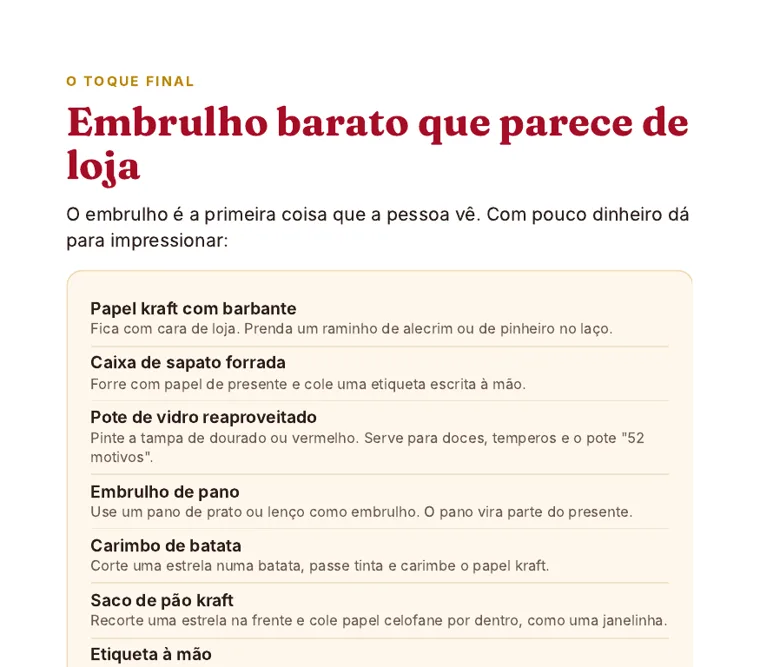 O TOQUE FINAL
Embrulho barato que parece de
loja
O embrulho é a primeira coisa que a pessoa vê. Com pouco dinheiro dá
para impressionar:
Papel kraft com barbante
Fica com cara de loja. Prenda um raminho de alecrim ou de pinheiro no laço.
Caixa de sapato forrada
Forre com papel de presente e cole uma etiqueta escrita à mão.
Pote de vidro reaproveitado
Pinte a tampa de dourado ou vermelho. Serve para doces, temperos e o pote "52
motivos".
Embrulho de pano
Use um pano de prato ou lenço como embrulho. O pano vira parte do presente.
Carimbo de batata
Corte uma estrela numa batata, passe tinta e carimbe o papel kraft.
Saco de pão kraft
Recorte uma estrela na frente e cole papel celofane por dentro, como uma janelinha.
Etiqueta à mão